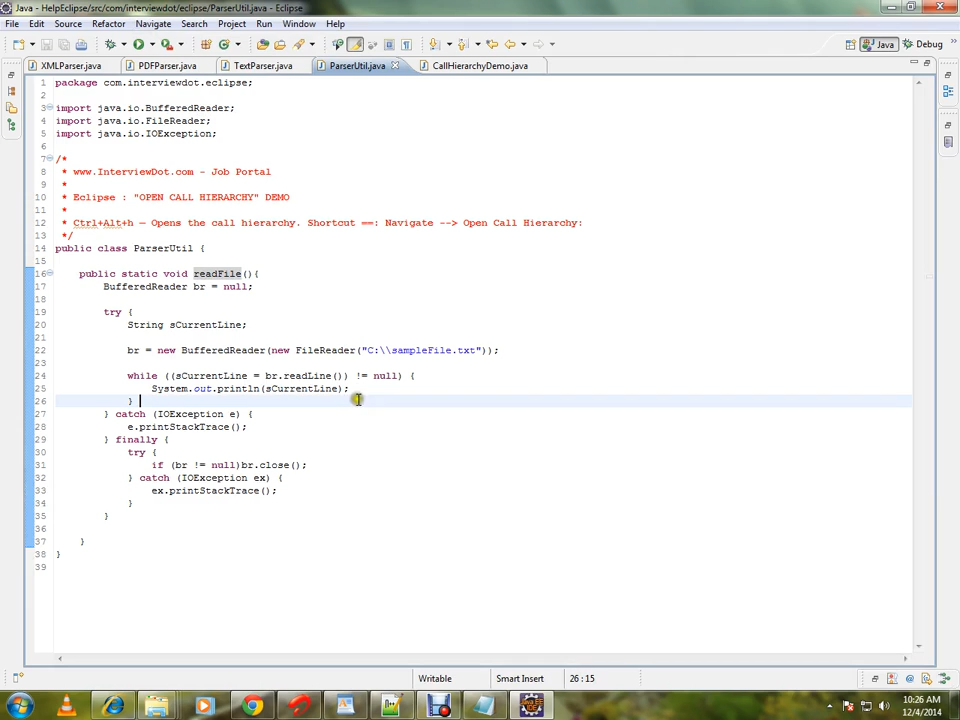 Java - HelpEclipse/src/com/interviewdot/eclipse/ParserUtil.java - Eclipse
File Edit Source Refactor Navigate Search Project Run Window Help
Java Debug
XMLParser.java PDFParser.java TextParser.java ParserUtil.java CallHierarchyDemo.java
1 package com.interviewdot.eclipse;
2
3 import java.io.BufferedReader;
4 import java.io.FileReader;
5 import java.io.IOException;
6
7 /*
8 * www.InterviewDot.com - Job Portal
9 *
10 * Eclipse : "OPEN CALL HIERARCHY" DEMO
11 *
12 * Ctrl+Alt+h – Opens the call hierarchy. Shortcut ==: Navigate --> Open Call Hierarchy:
13 */
14 public class ParserUtil {
15
16 public static void readFile(){
17 BufferedReader br = null;
18
19 try {
20 String sCurrentLine;
21
22 br = new BufferedReader(new FileReader("C:\\sampleFile.txt"));
23
24 while ((sCurrentLine = br.readLine()) != null) {
25 System.out.println(sCurrentLine);
26 }
27 } catch (IOException e) {
28 e.printStackTrace();
29 } finally {
30 try {
31 if (br != null)br.close();
32 } catch (IOException ex) {
33 ex.printStackTrace();
34 }
35 }
36
37 }
38 }
39
Writable Smart Insert 26 : 15
10:26 AM
12/4/2014